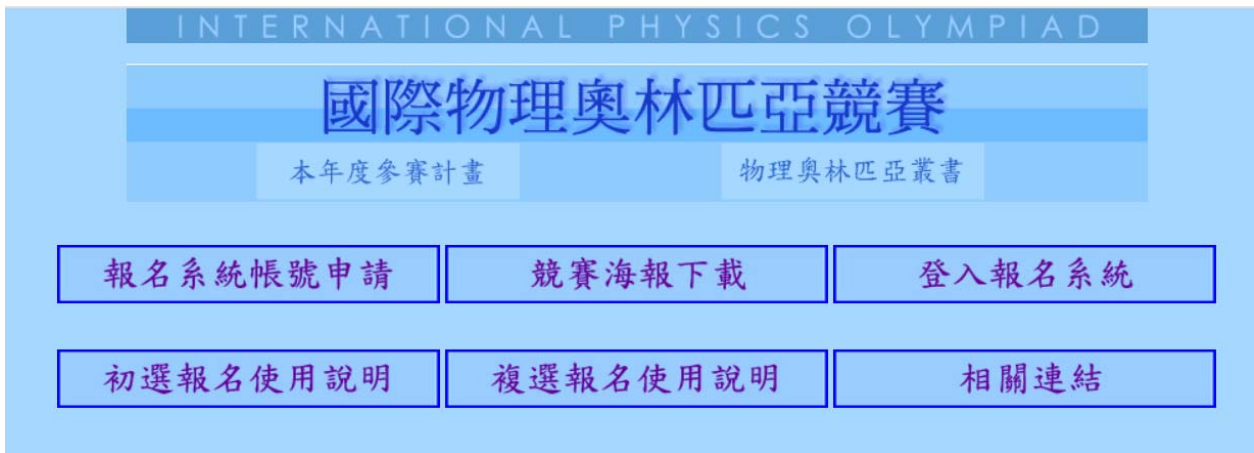 INTERNATIONAL PHYSICS OLYMPIAD
國際物理奧林匹亞競賽
本年度參賽計畫 物理奧林匹亞叢書
報名系統帳號申請 競賽海報下載 登入報名系統
初選報名使用說明 複選報名使用說明 相關連結